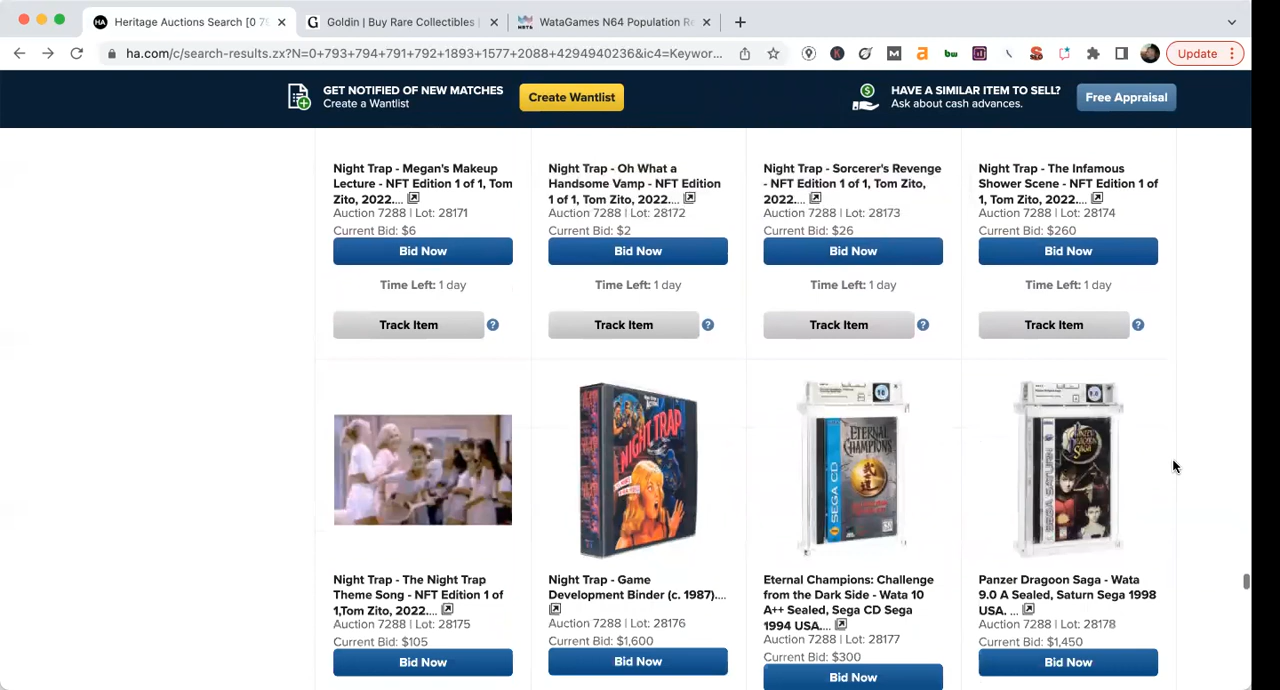 Heritage Auctions Search [0 79
Goldin | Buy Rare Collectibles |
WataGames N64 Population Re
ha.com/c/search-results.zx?N=0+793+794+791+792+1893+1577+2088+4294940236&ic4=Keywor...
Update
GET NOTIFIED OF NEW MATCHES
Create a Wantlist
Create Wantlist
HAVE A SIMILAR ITEM TO SELL?
Ask about cash advances.
Free Appraisal
Night Trap - Megan's Makeup
Lecture - NFT Edition 1 of 1, Tom
Zito, 2022....
Auction 7288 | Lot: 28171
Current Bid: $6
Bid Now
Time Left: 1 day
Track Item
Night Trap - Oh What a
Handsome Vamp - NFT Edition
1 of 1, Tom Zito, 2022....
Auction 7288 | Lot: 28172
Current Bid: $2
Bid Now
Time Left: 1 day
Track Item
Night Trap - Sorcerer's Revenge
- NFT Edition 1 of 1, Tom Zito,
2022....
Auction 7288 | Lot: 28173
Current Bid: $26
Bid Now
Time Left: 1 day
Track Item
Night Trap - The Infamous
Shower Scene - NFT Edition 1 of
1, Tom Zito, 2022....
Auction 7288 | Lot: 28174
Current Bid: $260
Bid Now
Time Left: 1 day
Track Item
Night Trap - The Night Trap
Theme Song - NFT Edition 1 of
1,Tom Zito, 2022....
Auction 7288 | Lot: 28175
Current Bid: $105
Bid Now
NIGHT TRAP
Night Trap - Game
Development Binder (c. 1987)....
Auction 7288 | Lot: 28176
Current Bid: $1,600
Bid Now
ETERNAL
CHAMPIONS
SEGA CD
Eternal Champions: Challenge
from the Dark Side - Wata 10
A++ Sealed, Sega CD Sega
1994 USA....
Auction 7288 | Lot: 28177
Current Bid: $300
Bid Now
SEGA SATURN
Panzer Dragoon Saga - Wata
9.0 A Sealed, Saturn Sega 1998
USA. ...
Auction 7288 | Lot: 28178
Current Bid: $1,450
Bid Now